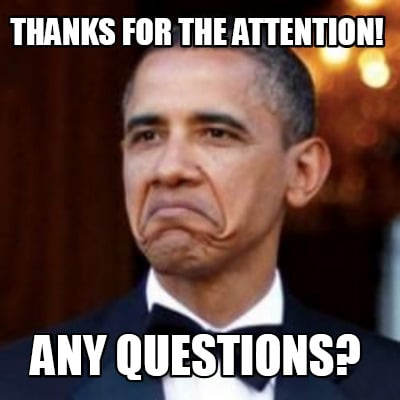 THANKS FOR THE ATTENTION!
ANY QUESTIONS?